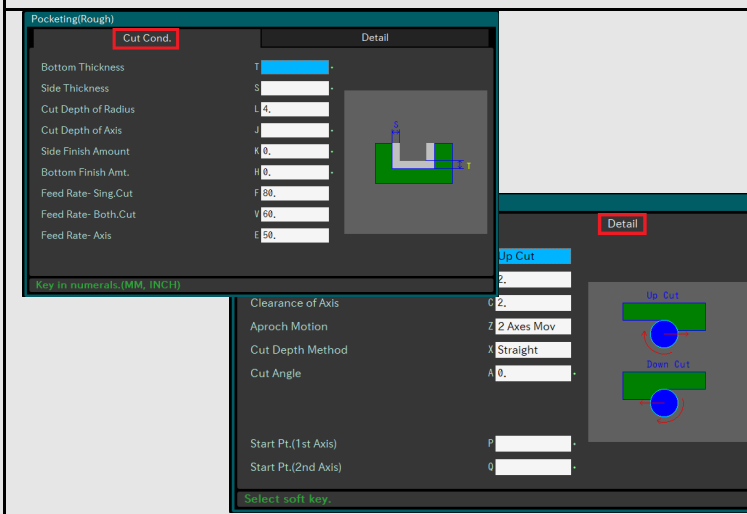 Pocketing(Rough)
Cut Cond. Detail
Bottom Thickness T
Side Thickness S
Cut Depth of Radius L 4.
Cut Depth of Axis J
Side Finish Amount K 0.
Bottom Finish Amt. H 0.
Feed Rate- Sing.Cut F 80.
Feed Rate- Both.Cut V 60.
Feed Rate- Axis E 50.
S
T
Key in numerals.(MM, INCH)
Detail
Up Cut
2.
Clearance of Axis C 2.
Aproch Motion Z 2 Axes Mov
Cut Depth Method X Straight
Cut Angle A 0.
Up Cut
Down Cut
Start Pt.(1st Axis) P
Start Pt.(2nd Axis) Q
Select soft key.